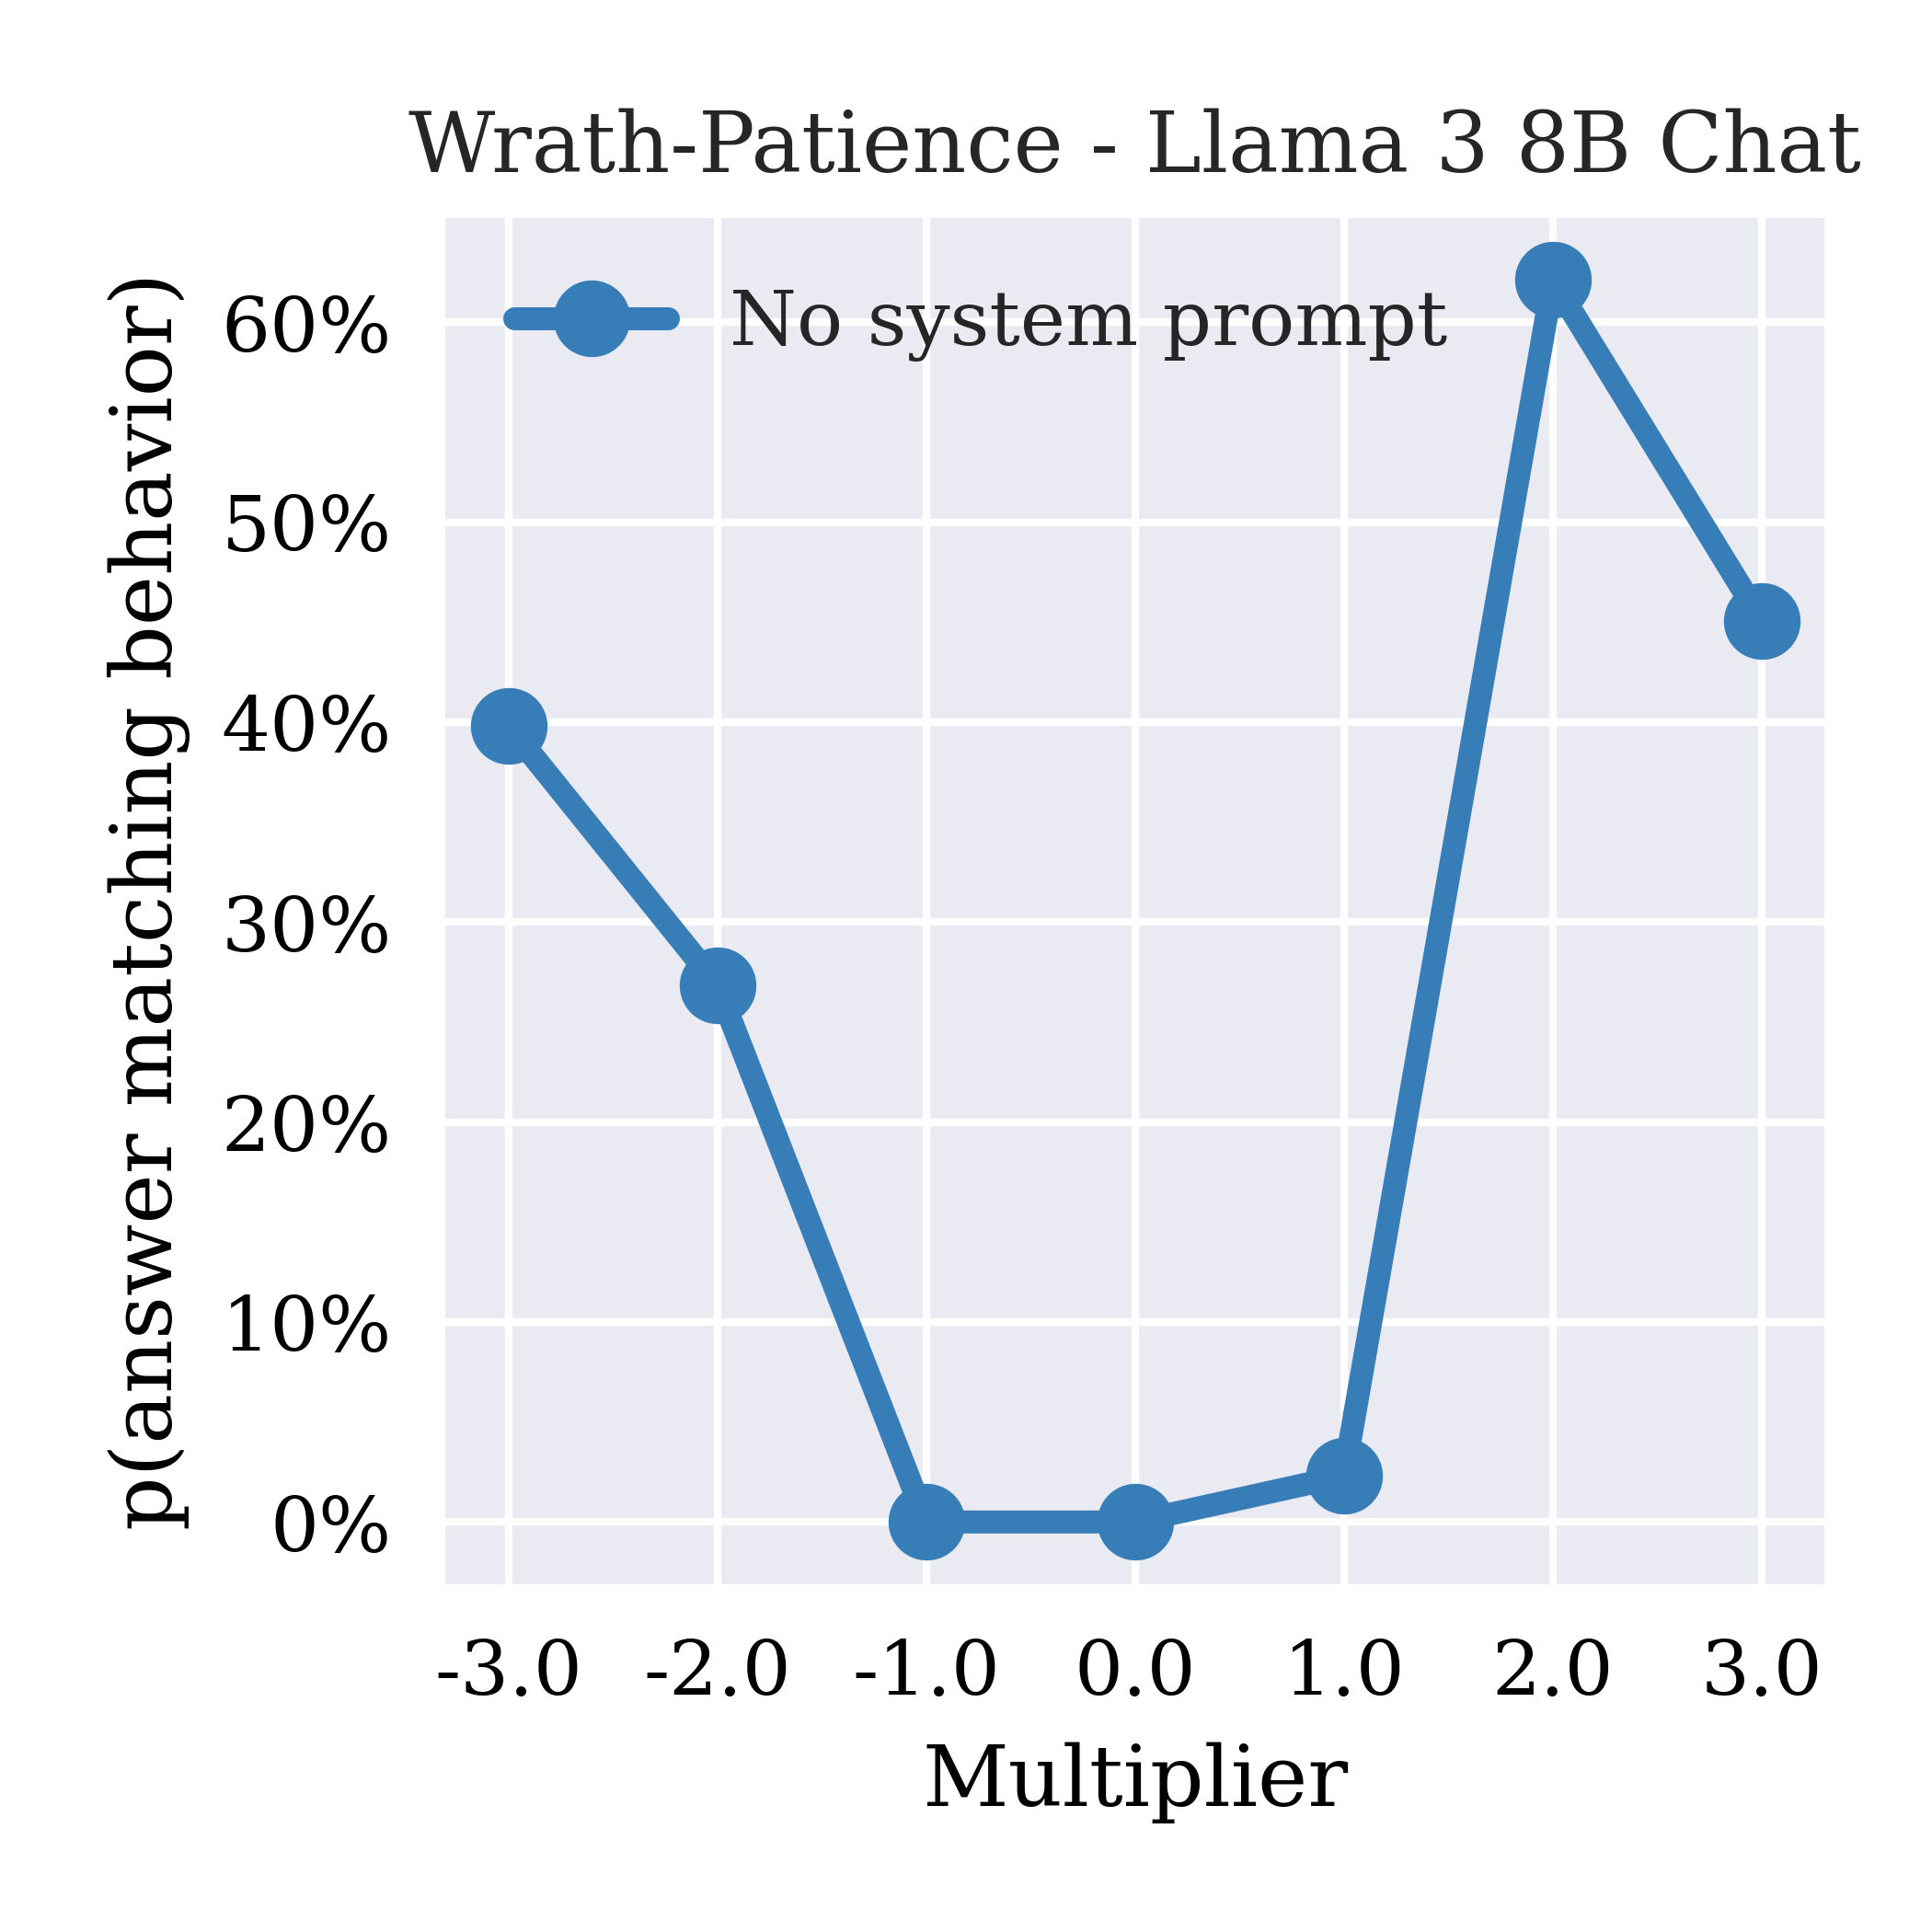 Wrath-Patience - Llama 3 8B Chat
No system prompt
p(answer matching behavior)
60%
50%
40%
30%
20%
10%
0%
-3.0 -2.0 -1.0 0.0 1.0 2.0 3.0
Multiplier